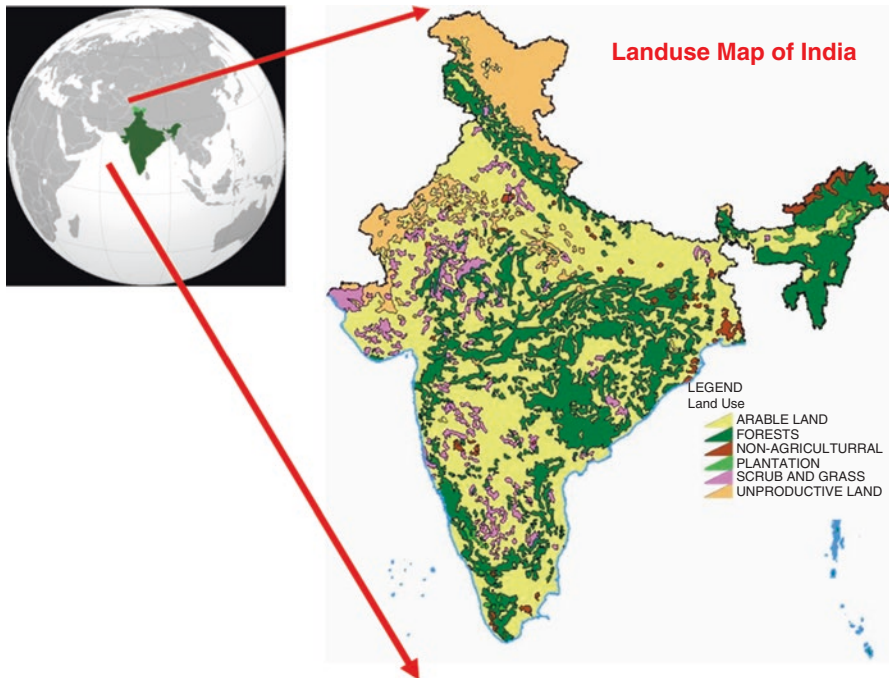 Landuse Map of India
LEGEND
Land Use
ARABLE LAND
FORESTS
NON-AGRICULTURRAL
PLANTATION
SCRUB AND GRASS
UNPRODUCTIVE LAND